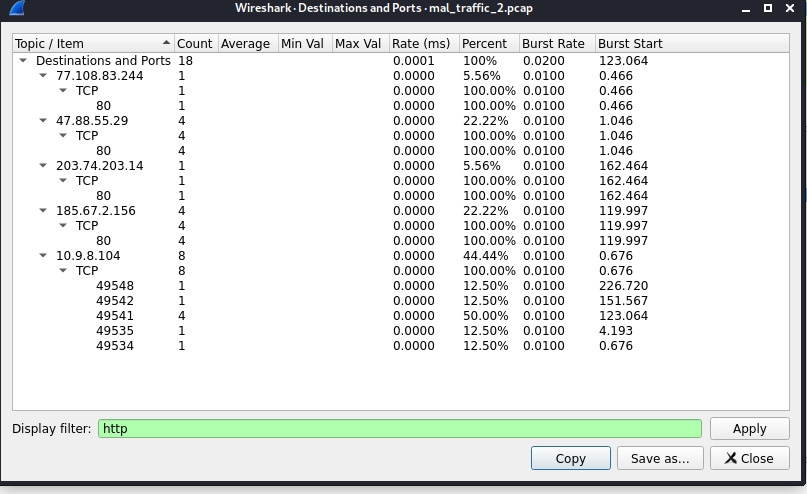 Wireshark · Destinations and Ports · mal_traffic_2.pcap
Topic / Item Count Average Min Val Max Val Rate (ms) Percent Burst Rate Burst Start
Destinations and Ports 18 0.0001 100% 0.0200 123.064
77.108.83.244 1 0.0000 5.56% 0.0100 0.466
TCP 1 0.0000 100.00% 0.0100 0.466
80 1 0.0000 100.00% 0.0100 0.466
47.88.55.29 4 0.0000 22.22% 0.0100 1.046
TCP 4 0.0000 100.00% 0.0100 1.046
80 4 0.0000 100.00% 0.0100 1.046
203.74.203.14 1 0.0000 5.56% 0.0100 162.464
TCP 1 0.0000 100.00% 0.0100 162.464
80 1 0.0000 100.00% 0.0100 162.464
185.67.2.156 4 0.0000 22.22% 0.0100 119.997
TCP 4 0.0000 100.00% 0.0100 119.997
80 4 0.0000 100.00% 0.0100 119.997
10.9.8.104 8 0.0000 44.44% 0.0100 0.676
TCP 8 0.0000 100.00% 0.0100 0.676
49548 1 0.0000 12.50% 0.0100 226.720
49542 1 0.0000 12.50% 0.0100 151.567
49541 4 0.0000 50.00% 0.0100 123.064
49535 1 0.0000 12.50% 0.0100 4.193
49534 1 0.0000 12.50% 0.0100 0.676
Display filter: http Apply
Copy Save as... Close